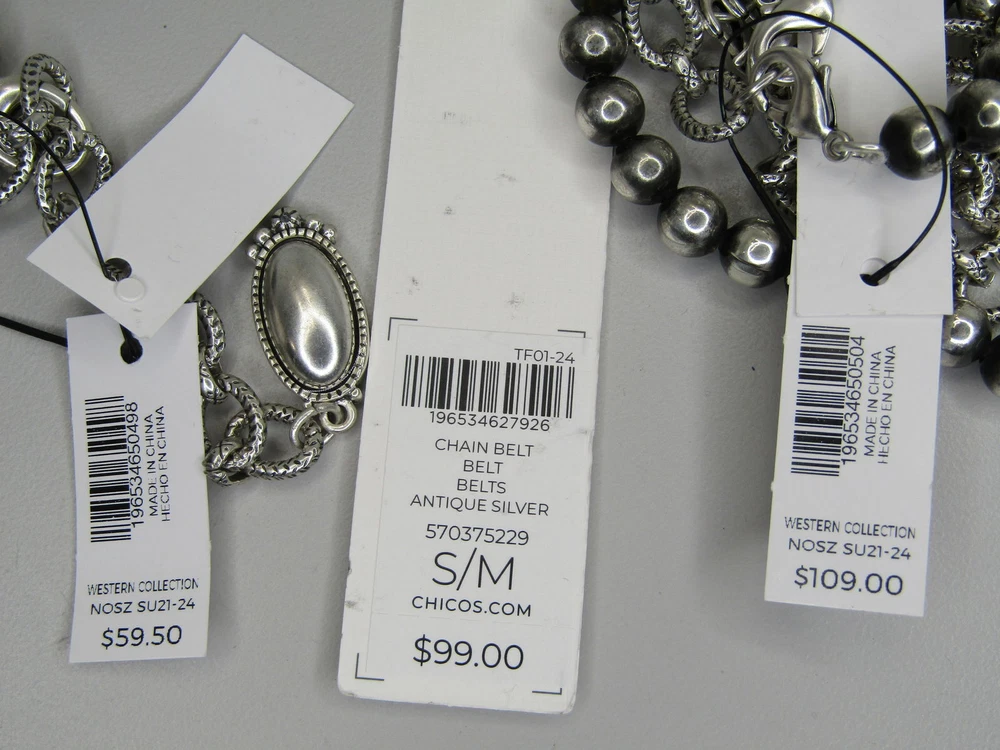 196534650498
MADE IN CHINA
HECHO EN CHINA
WESTERN COLLECTION
NOSZ SU21-24
$59.50
TF01-24
196534627926
CHAIN BELT
BELT
BELTS
ANTIQUE SILVER
570375229
S/M
CHICOS.COM
$99.00
196534650504
MADE IN CHINA
HECHO EN CHINA
WESTERN COLLECTION
NOSZ SU21-24
$109.00